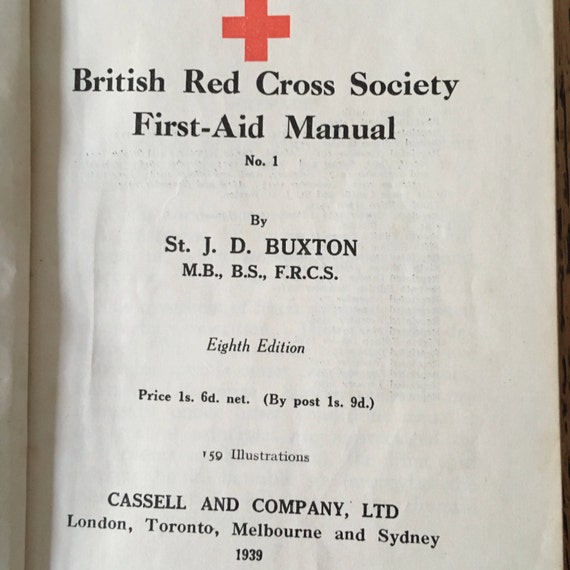 British Red Cross Society
First-Aid Manual
No. 1
By
St. J. D. BUXTON
M.B., B.S., F.R.C.S.
Eighth Edition
Price 1s. 6d. net. (By post 1s. 9d.)
159 Illustrations
CASSELL AND COMPANY, LTD
London, Toronto, Melbourne and Sydney
1939